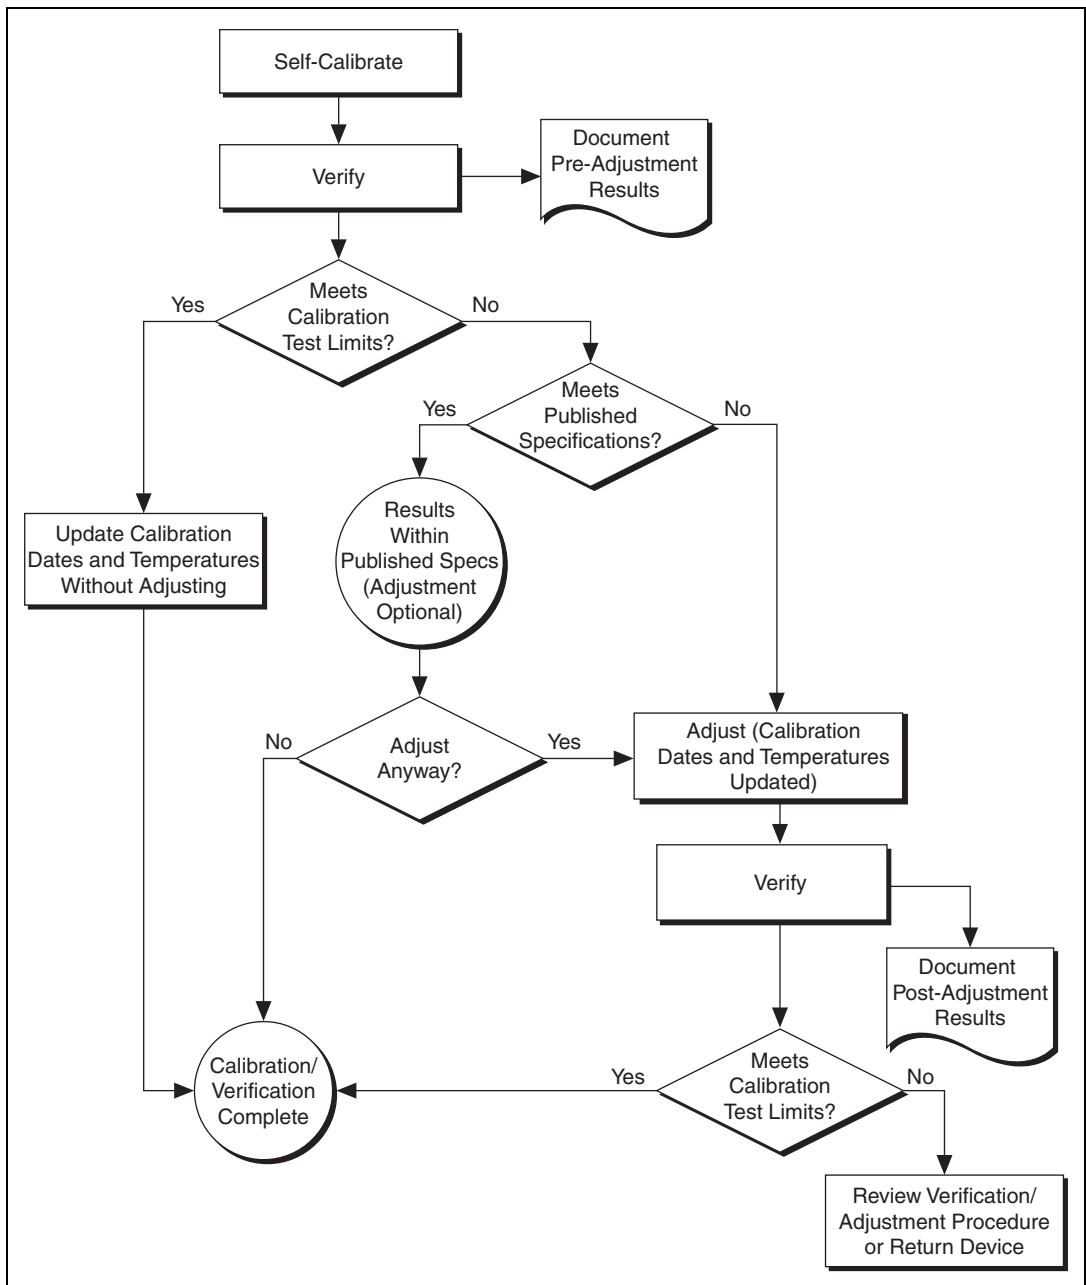 Self-Calibrate
Verify
Document
Pre-Adjustment
Results
Meets
Calibration
Test Limits?
Yes
No
Meets
Published
Specifications?
Yes
No
Update Calibration
Dates and Temperatures
Without Adjusting
Results
Within
Published Specs
(Adjustment
Optional)
Adjust
Anyway?
No
Yes
Adjust (Calibration
Dates and Temperatures
Updated)
Verify
Document
Post-Adjustment
Results
Meets
Calibration
Test Limits?
Yes
No
Calibration/
Verification
Complete
Review Verification/
Adjustment Procedure
or Return Device